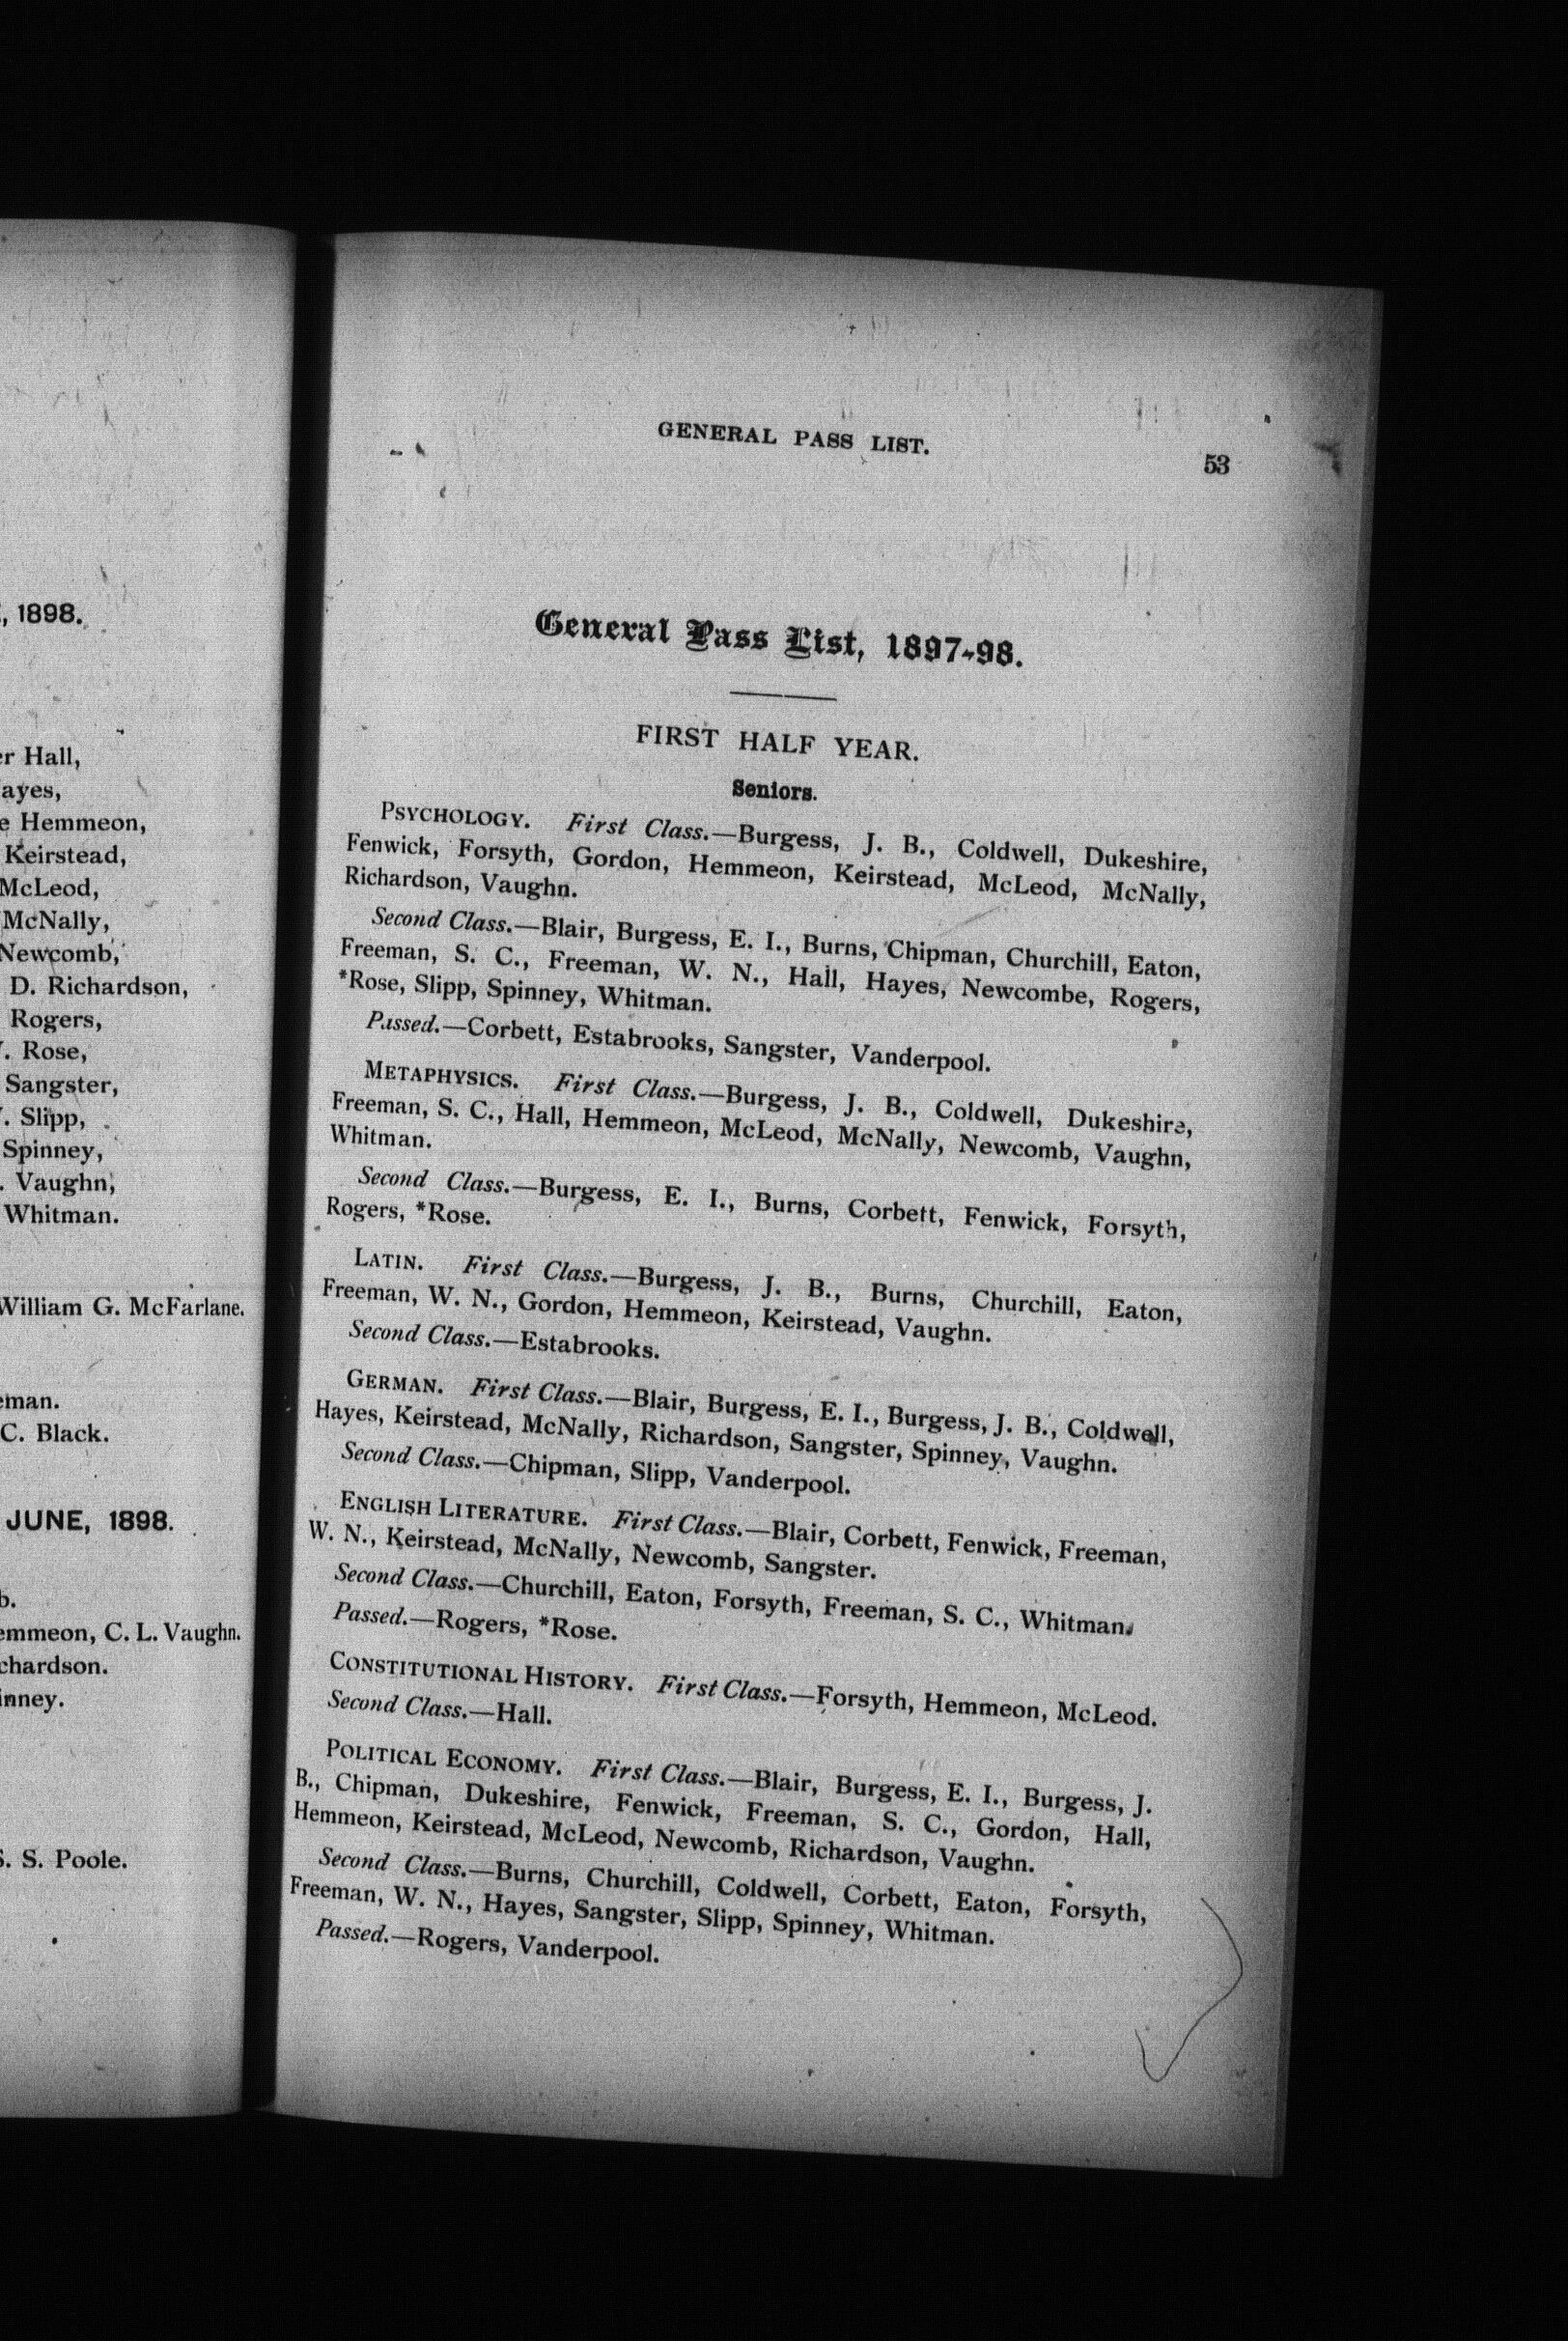 , 1898.
er Hall,
ayes,
e Hemmeon,
Keirstead,
McLeod,
McNally,
Newcomb,
D. Richardson,
Rogers,
. Rose,
Sangster,
. Slipp,
Spinney,
. Vaughn,
Whitman.
William G. McFarlane.
eman.
C. Black.
JUNE, 1898.
b.
emmeon, C. L. Vaughn.
chardson.
inney.
S. S. Poole.
GENERAL PASS LIST.
53
General Pass List, 1897-98.
FIRST HALF YEAR.
Seniors.
PSYCHOLOGY. First Class.—Burgess, J. B., Coldwell, Dukeshire,
Fenwick, Forsyth, Gordon, Hemmeon, Keirstead, McLeod, McNally,
Richardson, Vaughn.
Second Class.—Blair, Burgess, E. I., Burns, Chipman, Churchill, Eaton,
Freeman, S. C., Freeman, W. N., Hall, Hayes, Newcombe, Rogers,
*Rose, Slipp, Spinney, Whitman.
Passed.—Corbett, Estabrooks, Sangster, Vanderpool.
METAPHYSICS. First Class.—Burgess, J. B., Coldwell, Dukeshire,
Freeman, S. C., Hall, Hemmeon, McLeod, McNally, Newcomb, Vaughn,
Whitman.
Second Class.—Burgess, E. I., Burns, Corbett, Fenwick, Forsyth,
Rogers, *Rose.
LATIN. First Class.—Burgess, J. B., Burns, Churchill, Eaton,
Freeman, W. N., Gordon, Hemmeon, Keirstead, Vaughn.
Second Class.—Estabrooks.
GERMAN. First Class.—Blair, Burgess, E. I., Burgess, J. B., Coldwell,
Hayes, Keirstead, McNally, Richardson, Sangster, Spinney, Vaughn.
Second Class.—Chipman, Slipp, Vanderpool.
ENGLISH LITERATURE. First Class.—Blair, Corbett, Fenwick, Freeman,
W. N., Keirstead, McNally, Newcomb, Sangster.
Second Class.—Churchill, Eaton, Forsyth, Freeman, S. C., Whitman.
Passed.—Rogers, *Rose.
CONSTITUTIONAL HISTORY. First Class.—Forsyth, Hemmeon, McLeod.
Second Class.—Hall.
POLITICAL ECONOMY. First Class.—Blair, Burgess, E. I., Burgess, J.
B., Chipman, Dukeshire, Fenwick, Freeman, S. C., Gordon, Hall,
Hemmeon, Keirstead, McLeod, Newcomb, Richardson, Vaughn.
Second Class.—Burns, Churchill, Coldwell, Corbett, Eaton, Forsyth,
Freeman, W. N., Hayes, Sangster, Slipp, Spinney, Whitman.
Passed.—Rogers, Vanderpool.